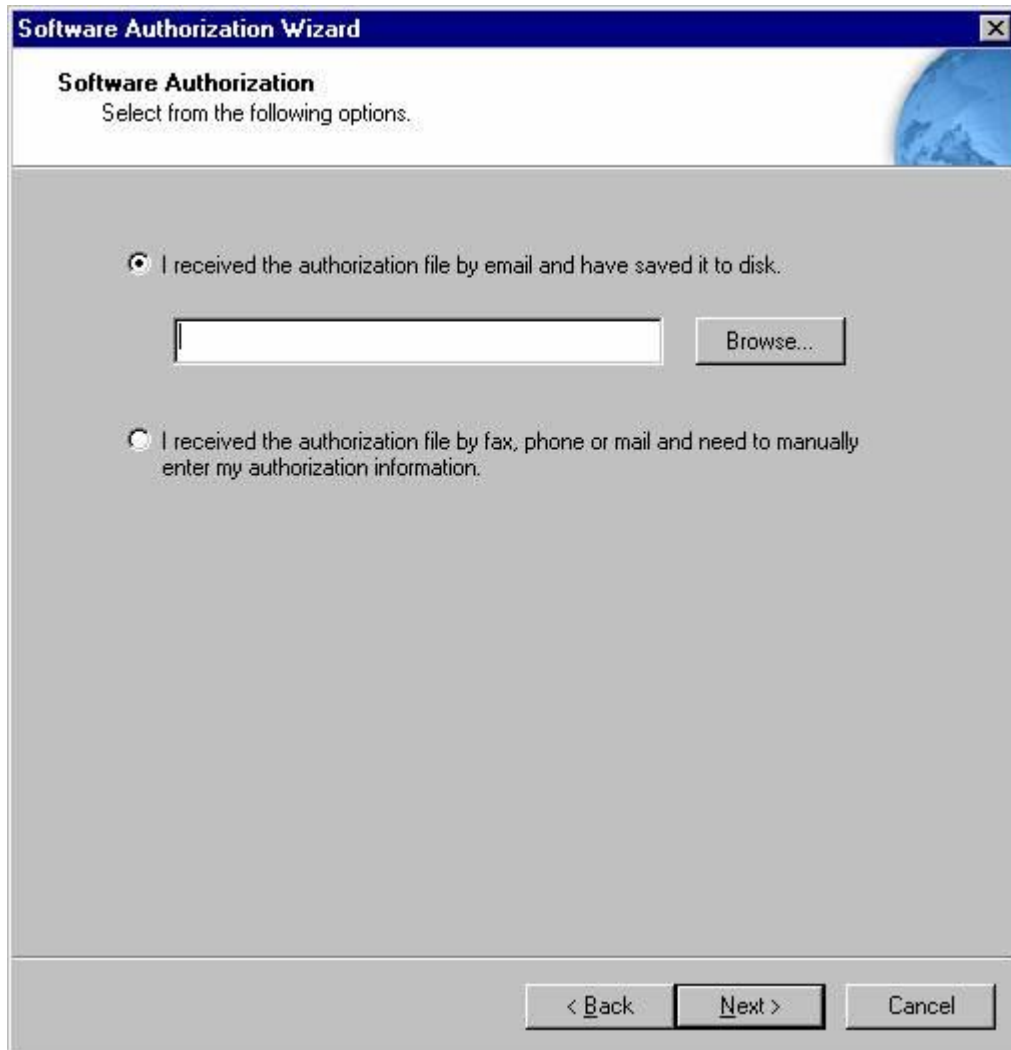 Software Authorization Wizard
Software Authorization
Select from the following options.
I received the authorization file by email and have saved it to disk.
Browse...
I received the authorization file by fax, phone or mail and need to manually
enter my authorization information.
< Back
Next >
Cancel